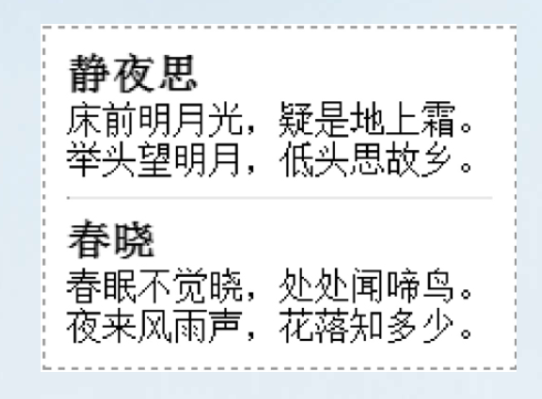 静夜思
床前明月光，疑是地上霜。
举头望明月，低头思故乡。
春晓
春眠不觉晓，处处闻啼鸟。
夜来风雨声，花落知多少。